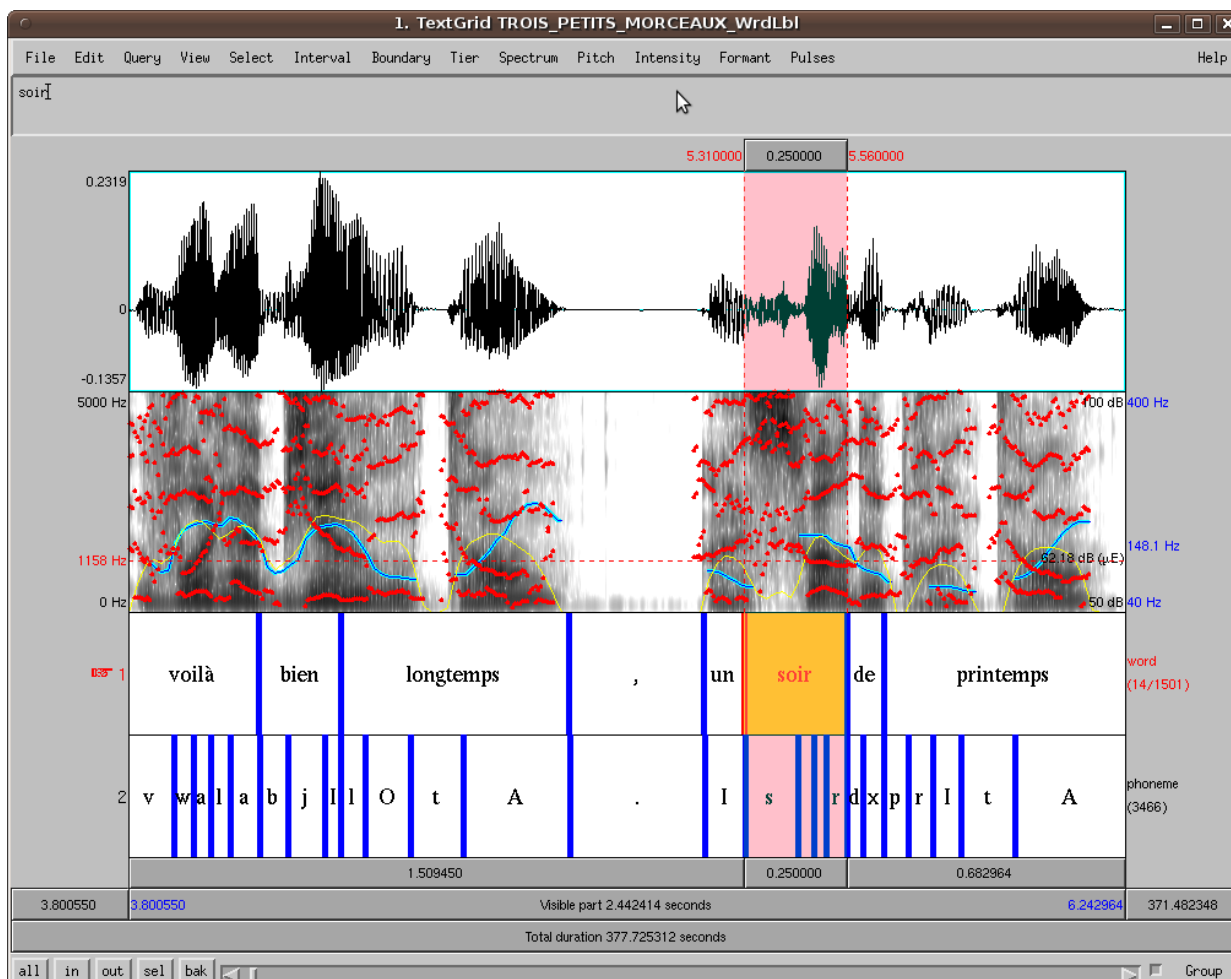 1. TextGrid TROIS_PETITS_MORCEAUX_WrdLbl
File Edit Query View Select Interval Boundary Tier Spectrum Pitch Intensity Formant Pulses Help
soir
5.310000 0.250000 5.560000
0.2319
0
-0.1357
5000 Hz 100 dB 400 Hz
148.1 Hz
1158 Hz 62.18 dB (µE)
0 Hz 50 dB 40 Hz
1 voilà bien longtemps , un soir de printemps word
(14/1501)
2 v w a l a b j I l O t A . I s r d x p r I t A phoneme
(3466)
1.509450 0.250000 0.682964
3.800550 3.800550 Visible part 2.442414 seconds 6.242964 371.482348
Total duration 377.725312 seconds
all in out sel bak Group